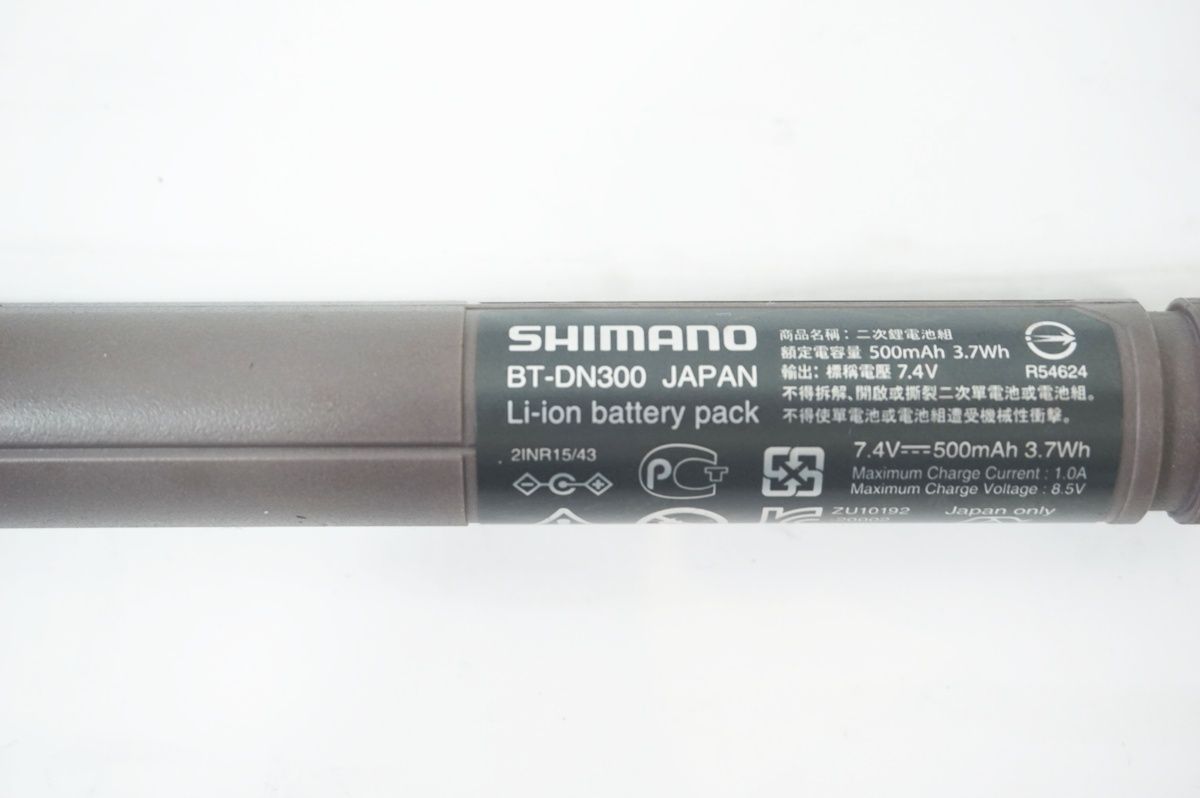 SHIMANO
BT-DN300 JAPAN
Li-ion battery pack
2INR15/43
商品名稱：二次鋰電池組
額定電容量 500mAh 3.7Wh
輸出：標稱電壓 7.4V
不得拆解、開啟或撕裂二次單電池或電池組。
不得使單電池或電池組遭受機械性衝擊。
R54624
7.4V⎓500mAh 3.7Wh
Maximum Charge Current : 1.0A
Maximum Charge Voltage : 8.5V
PCT
ZU10192
Japan only